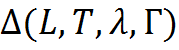 Δ(L, T, λ, Γ)